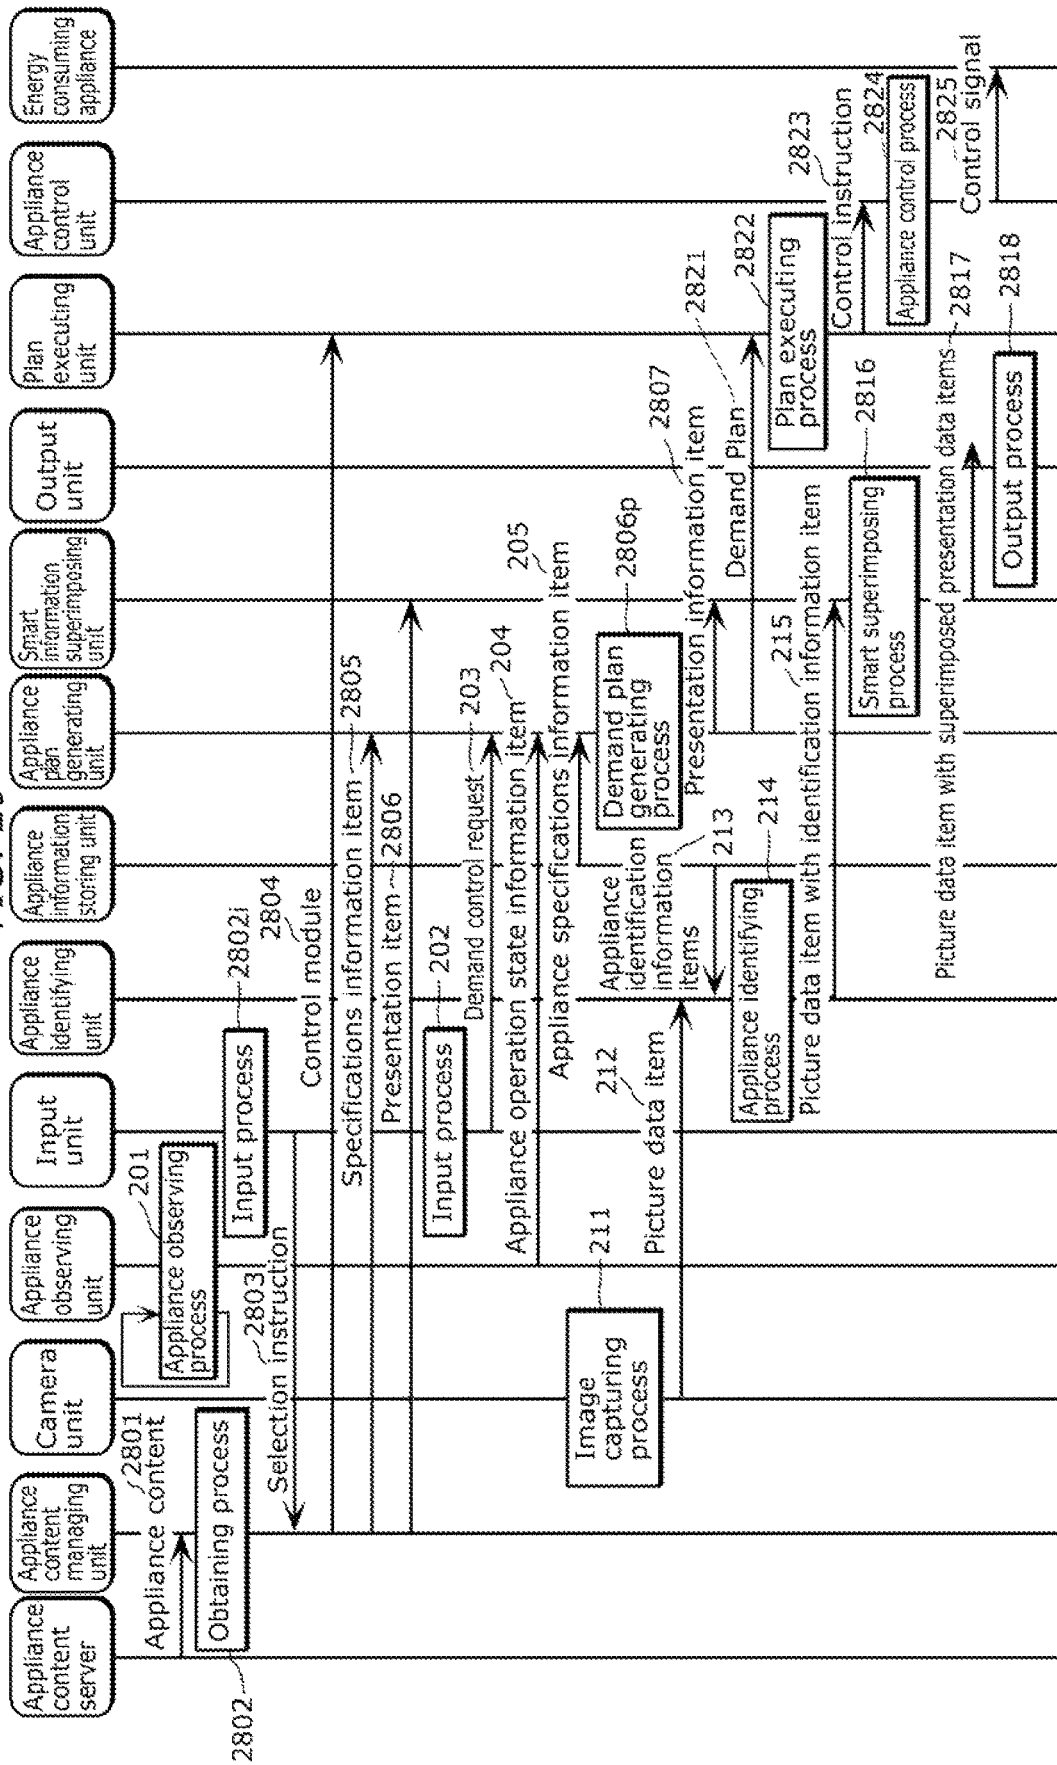 Appliance
content
server
Appliance
content
managing
unit
Camera
unit
Appliance
observing
unit
Input
unit
Appliance
identifying
unit
Appliance
information
storing unit
Appliance
plan
generating
unit
Smart
information
superimposing
unit
Output
unit
Plan
executing
unit
Appliance
control
unit
Energy
consuming
appliance
2801
Appliance content
2802
Obtaining process
201
Appliance observing
process
2802i
Input process
2803
Selection instruction
2804
Control module
Specifications information item
2805
Presentation item
2806
202
Input process
Demand control request
203
Appliance operation state information item
204
Appliance specifications information item
205
211
Image
capturing
process
2806p
Demand plan
generating
process
212
Picture data item
Appliance
identification
information
items
213
Presentation information item
2807
Demand Plan
2821
214
Appliance identifying
process
2822
Plan executing
process
215
Picture data item with identification information item
2823
Control instruction
2816
Smart superimposing
process
2824
Appliance control process
Picture data item with superimposed presentation data items
2817
2825
Control signal
2818
Output process